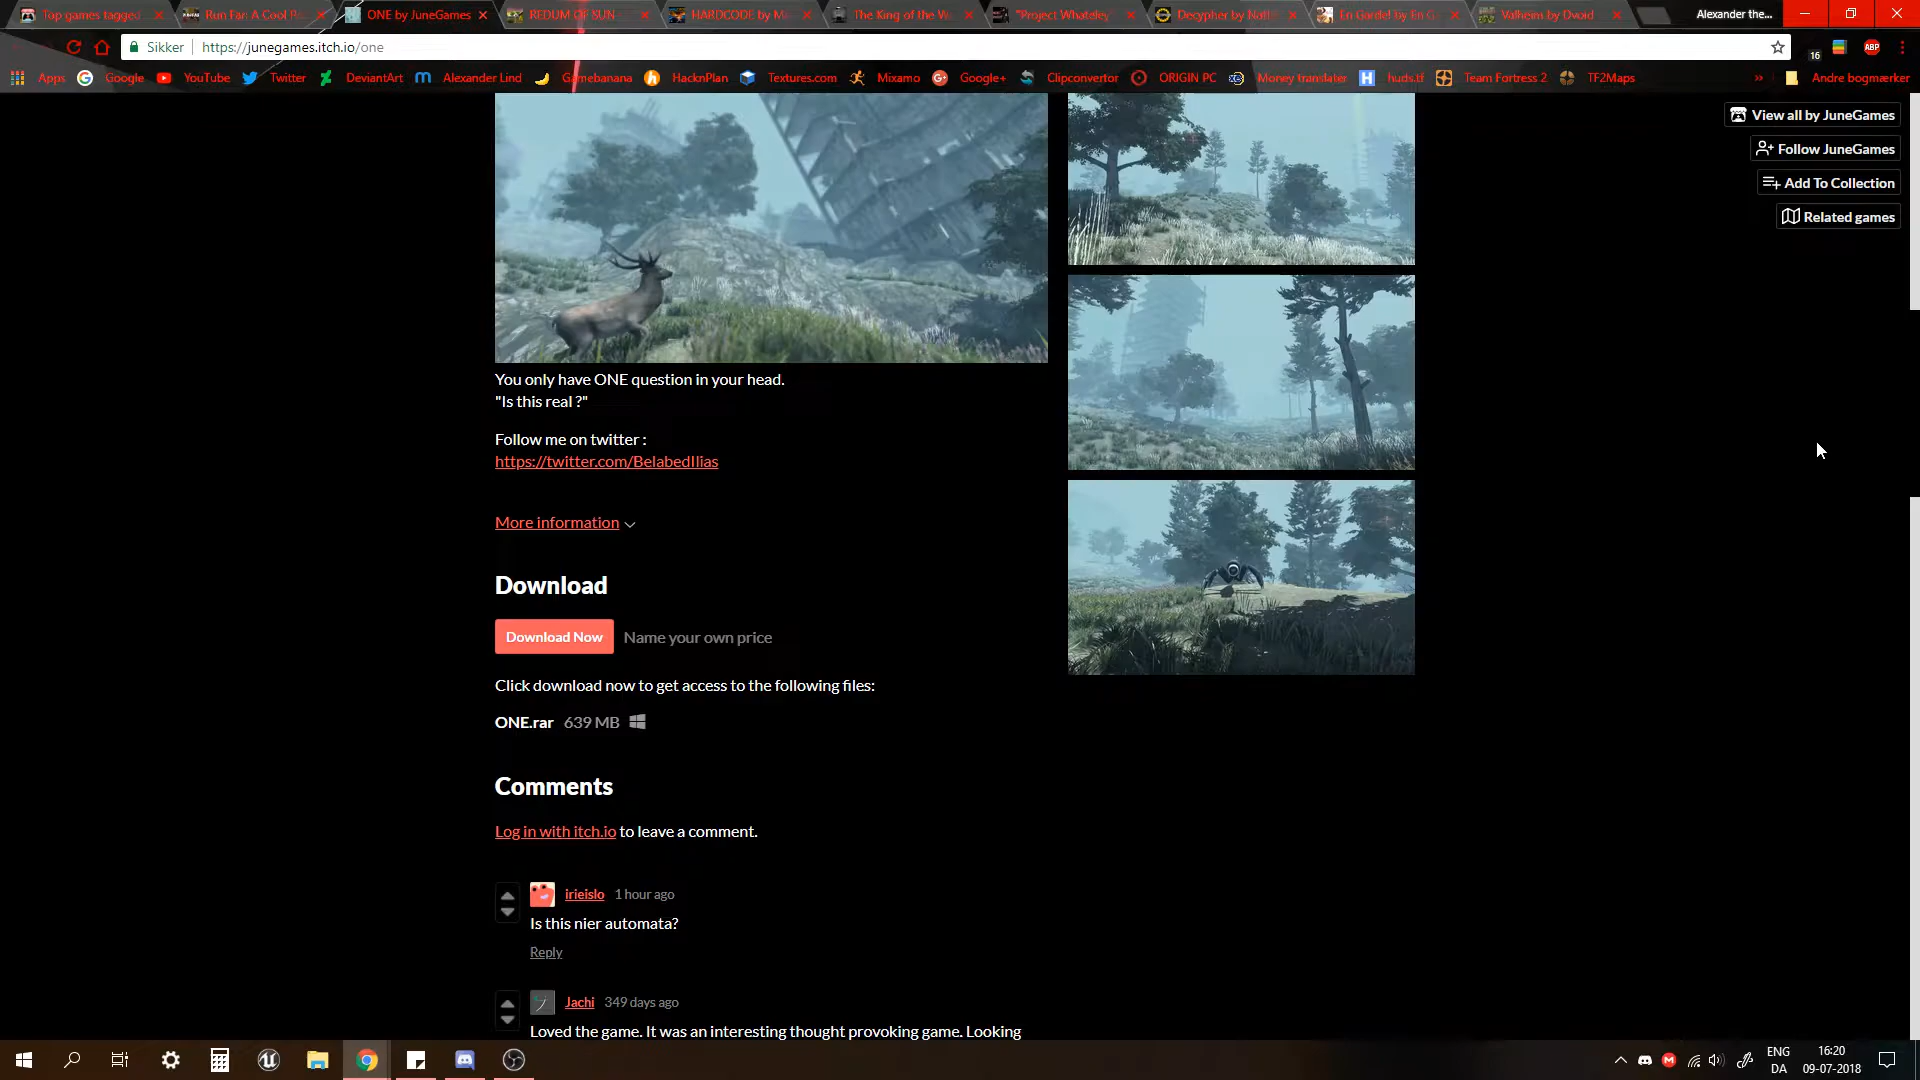 Top games tagged
Run Far: A Cool P
ONE by JuneGames
REDUM OF SUN
HARDCODE by M
The King of the W
"Project Whateley
Decypher by Nat
En Garde! by En G
Valheim by Dvoid
Alexander the...
Sikker
https://junegames.itch.io/one
16
ABP
Apps
Google
YouTube
Twitter
DeviantArt
Alexander Lind
Gamebanana
HacknPlan
Textures.com
Mixamo
Google+
Clipconvertor
ORIGIN PC
Money translater
huds.tf
Team Fortress 2
TF2Maps
»
Andre bogmærker
View all by JuneGames
Follow JuneGames
Add To Collection
Related games
You only have ONE question in your head.
"Is this real ?"
Follow me on twitter :
https://twitter.com/BelabedIlias
More information
Download
Download Now
Name your own price
Click download now to get access to the following files:
ONE.rar 639 MB
Comments
Log in with itch.io to leave a comment.
irieislo 1 hour ago
Is this nier automata?
Reply
Jachi 349 days ago
Loved the game. It was an interesting thought provoking game. Looking
ENG
DA
16:20
09-07-2018